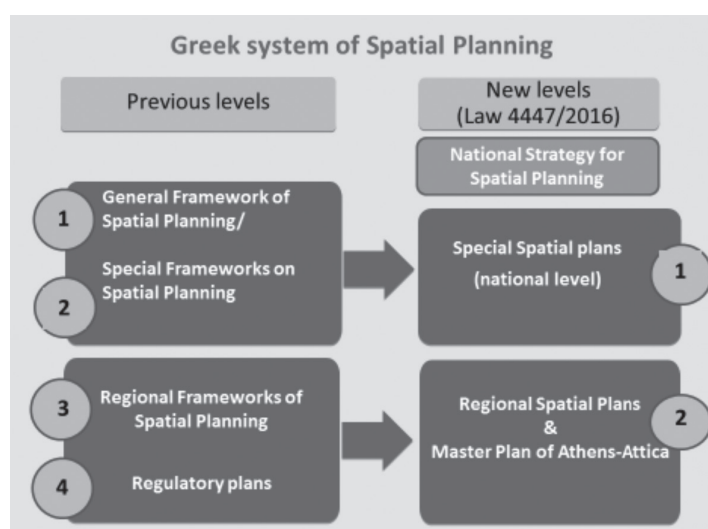 Greek system of Spatial Planning
Previous levels
New levels
(Law 4447/2016)
National Strategy for
Spatial Planning
1
General Framework of
Spatial Planning/
2
Special Frameworks on
Spatial Planning
Special Spatial plans
(national level)
1
3
Regional Frameworks of
Spatial Planning
4
Regulatory plans
Regional Spatial Plans
&
Master Plan of Athens-Attica
2